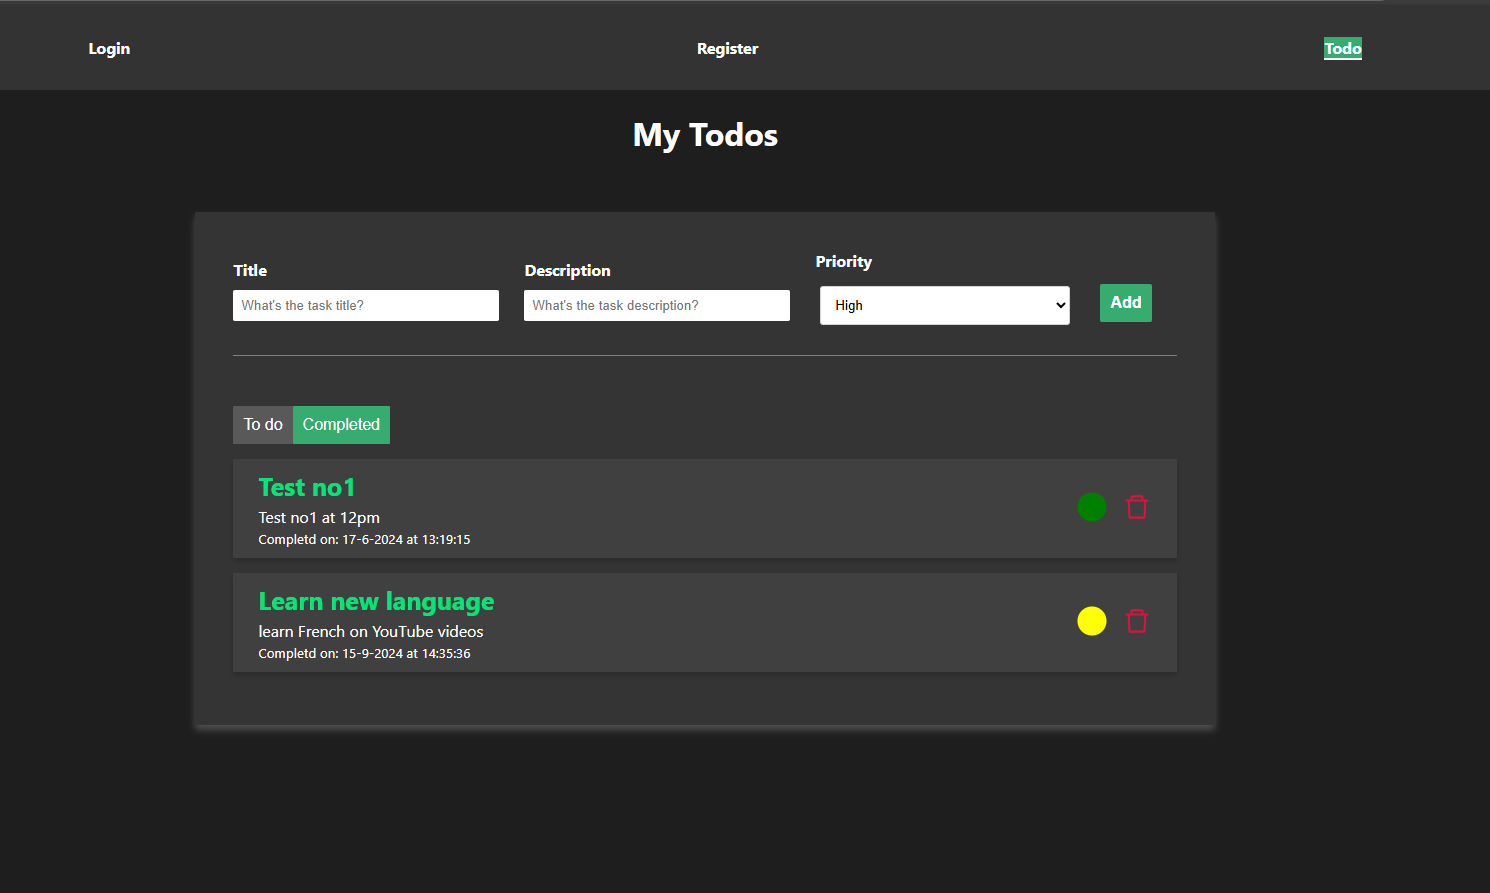 Login Register Todo
My Todos
Title Description Priority
What's the task title? What's the task description? High Add
To do Completed
Test no1
Test no1 at 12pm
Completd on: 17-6-2024 at 13:19:15
Learn new language
learn French on YouTube videos
Completd on: 15-9-2024 at 14:35:36